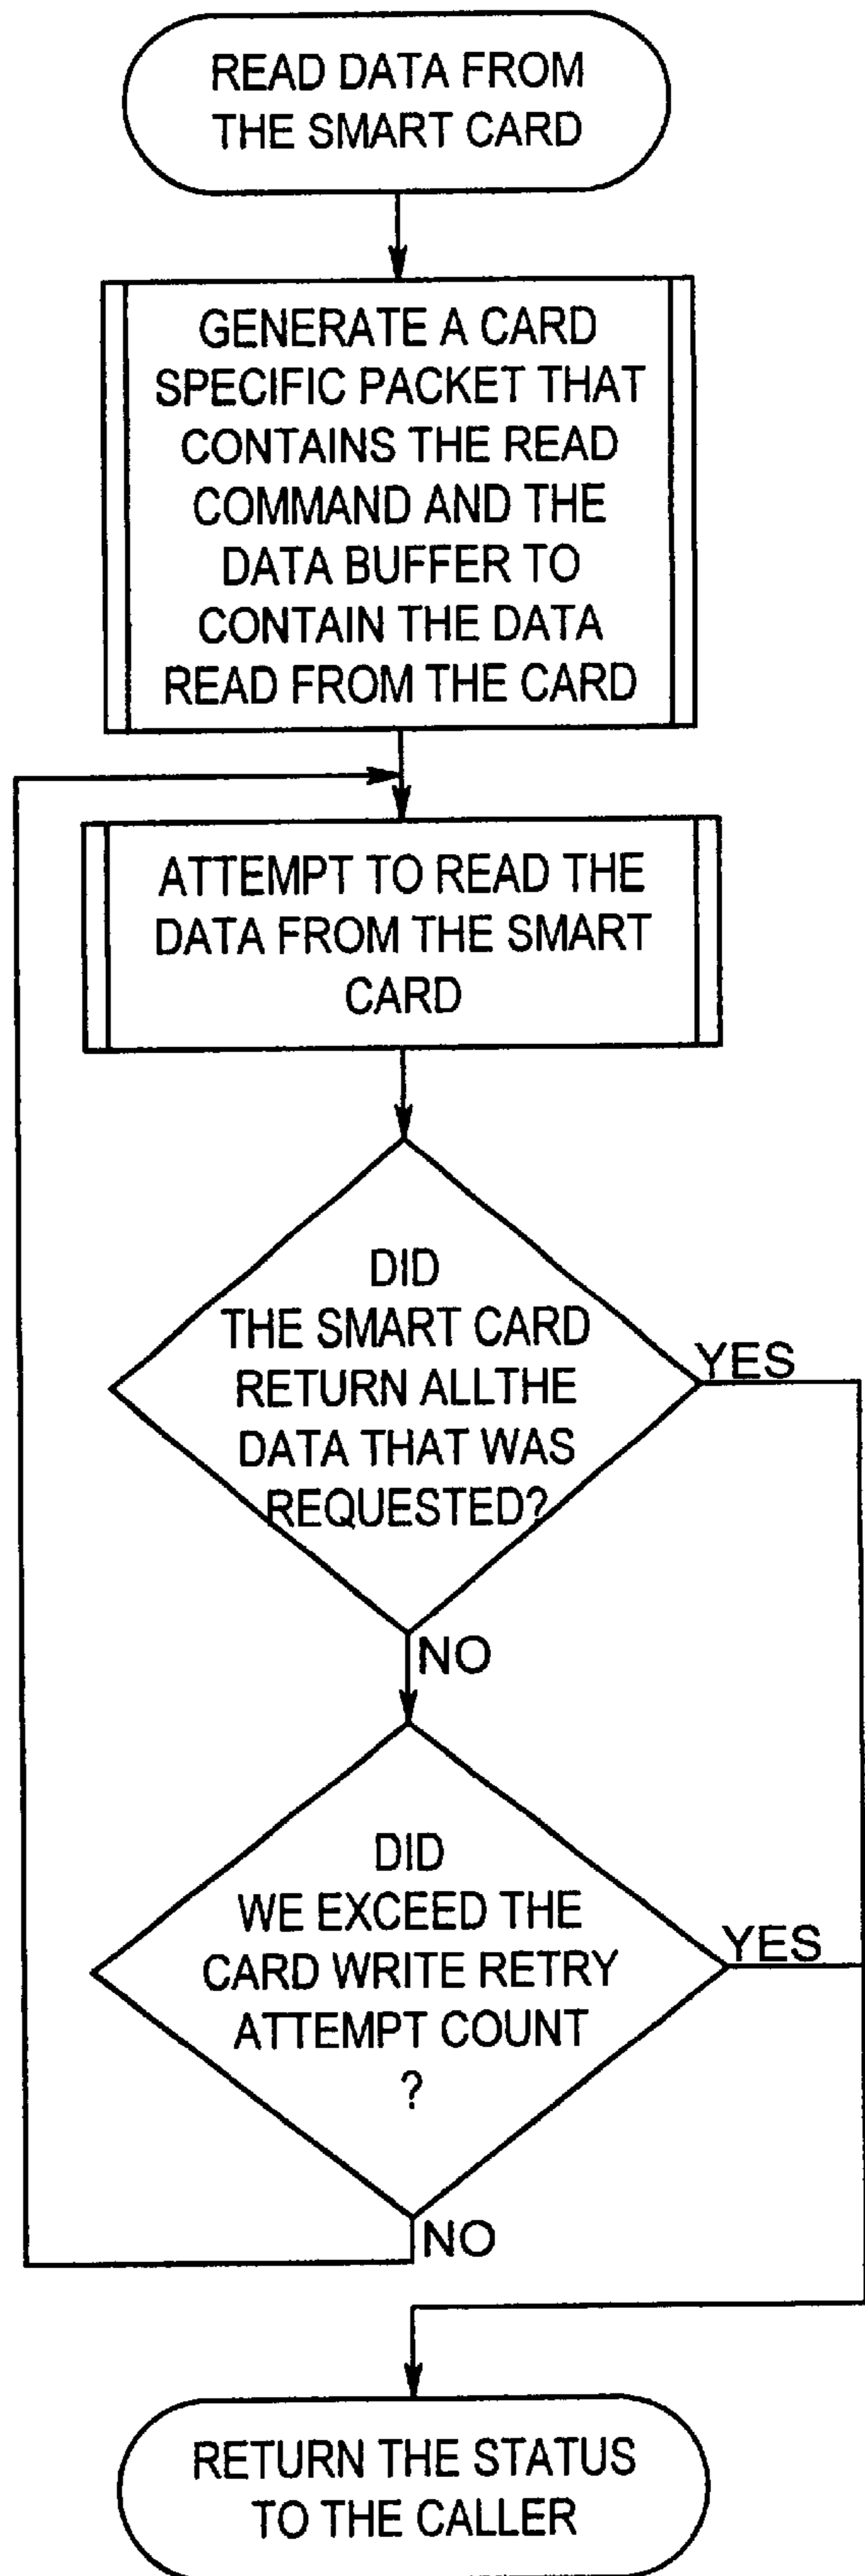 READ DATA FROM
THE SMART CARD
GENERATE A CARD
SPECIFIC PACKET THAT
CONTAINS THE READ
COMMAND AND THE
DATA BUFFER TO
CONTAIN THE DATA
READ FROM THE CARD
ATTEMPT TO READ THE
DATA FROM THE SMART
CARD
DID
THE SMART CARD
RETURN ALLTHE
DATA THAT WAS
REQUESTED?
YES
NO
DID
WE EXCEED THE
CARD WRITE RETRY
ATTEMPT COUNT
?
YES
NO
RETURN THE STATUS
TO THE CALLER